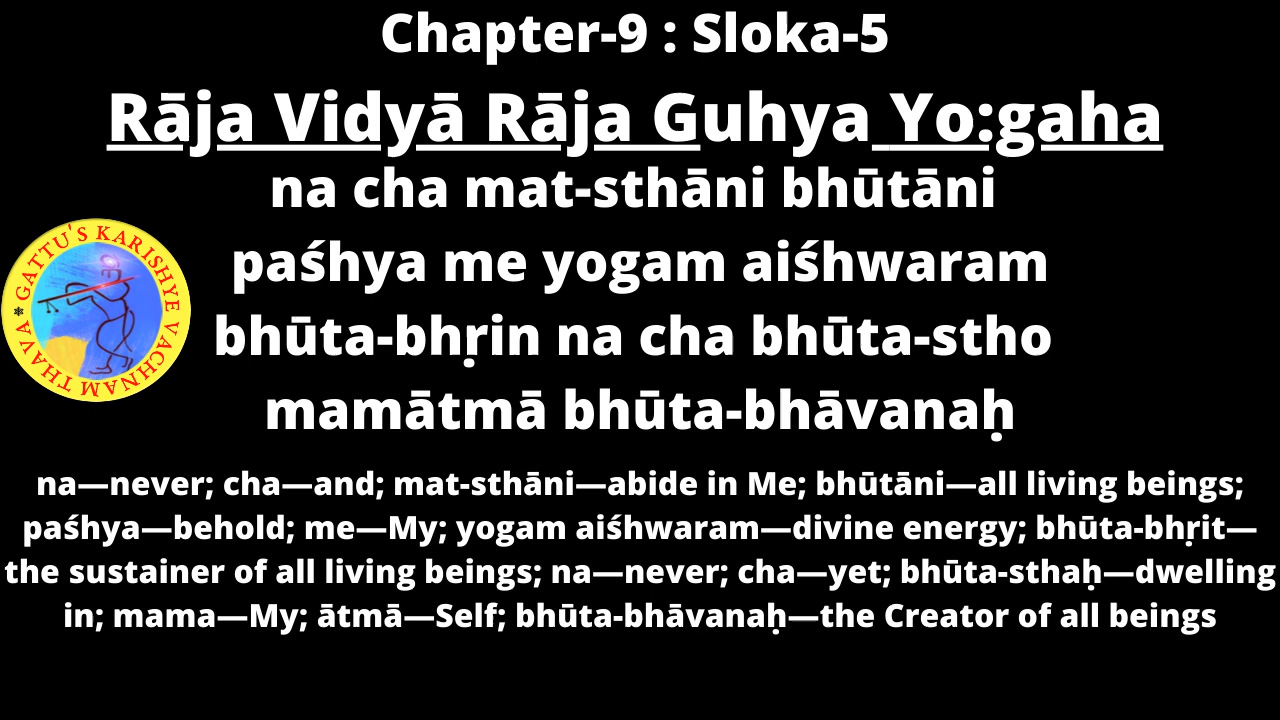 Chapter-9 : Sloka-5
Rāja Vidyā Rāja Guhya Yo:gaha
na cha mat-sthāni bhūtāni
paśhya me yogam aiśhwaram
bhūta-bhṛin na cha bhūta-stho
mamātmā bhūta-bhāvanaḥ
GATTU'S KARISHYE VACHNAM THAVA
na—never; cha—and; mat-sthāni—abide in Me; bhūtāni—all living beings;
paśhya—behold; me—My; yogam aiśhwaram—divine energy; bhūta-bhṛit—
the sustainer of all living beings; na—never; cha—yet; bhūta-sthaḥ—dwelling
in; mama—My; ātmā—Self; bhūta-bhāvanaḥ—the Creator of all beings